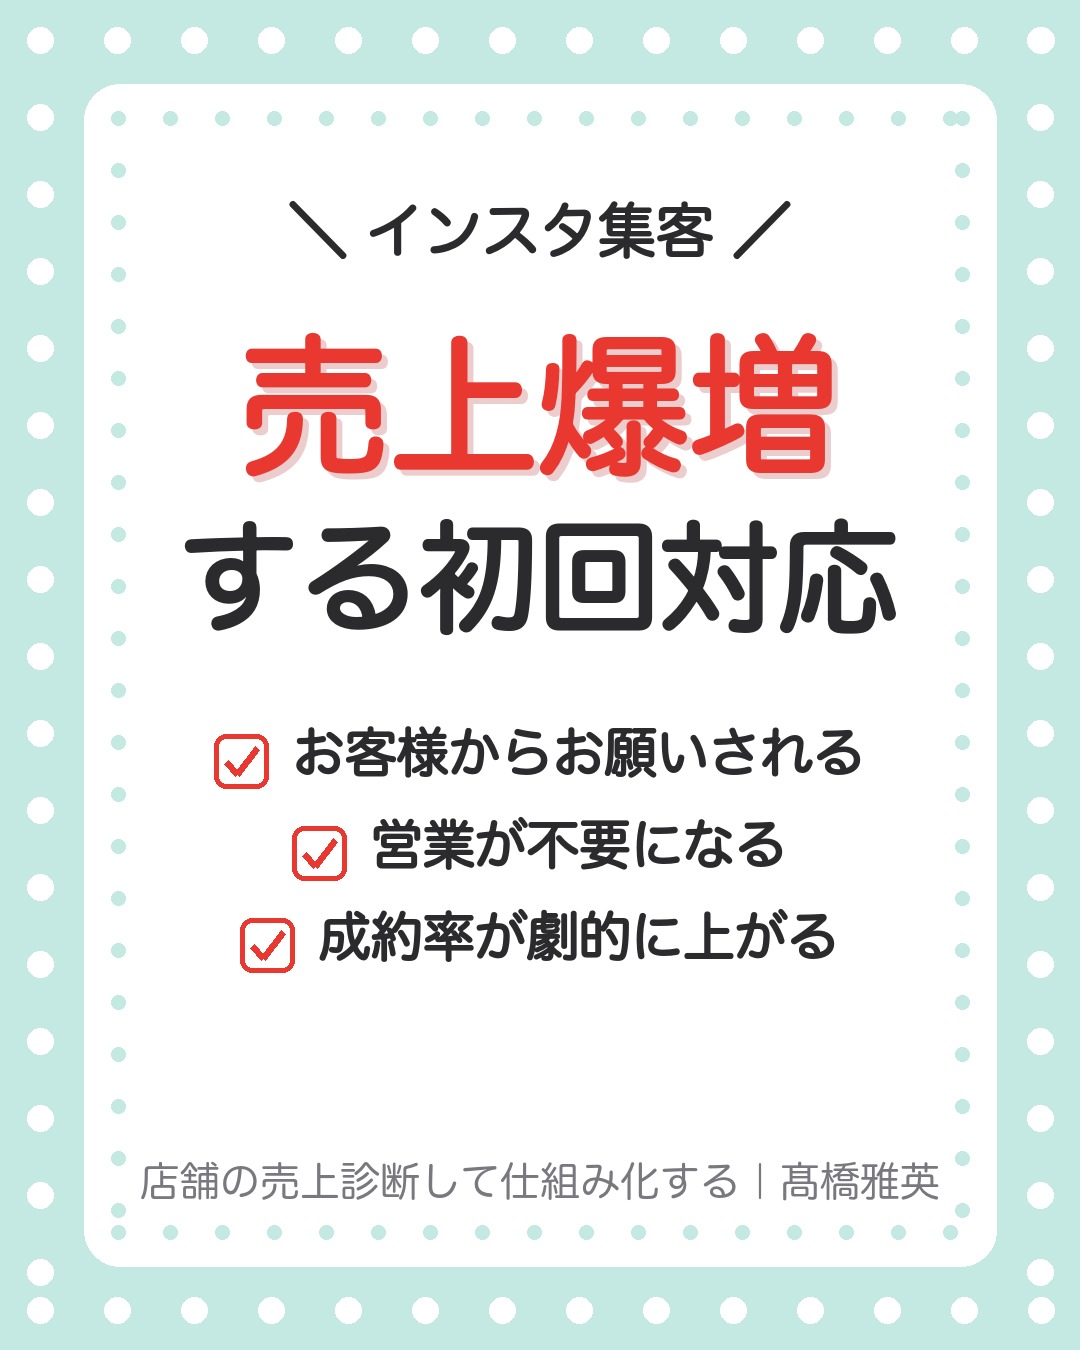 ＼ インスタ集客 ／
売上爆増
する初回対応
☑ お客様からお願いされる
☑ 営業が不要になる
☑ 成約率が劇的に上がる
店舗の売上診断して仕組み化する｜髙橋雅英